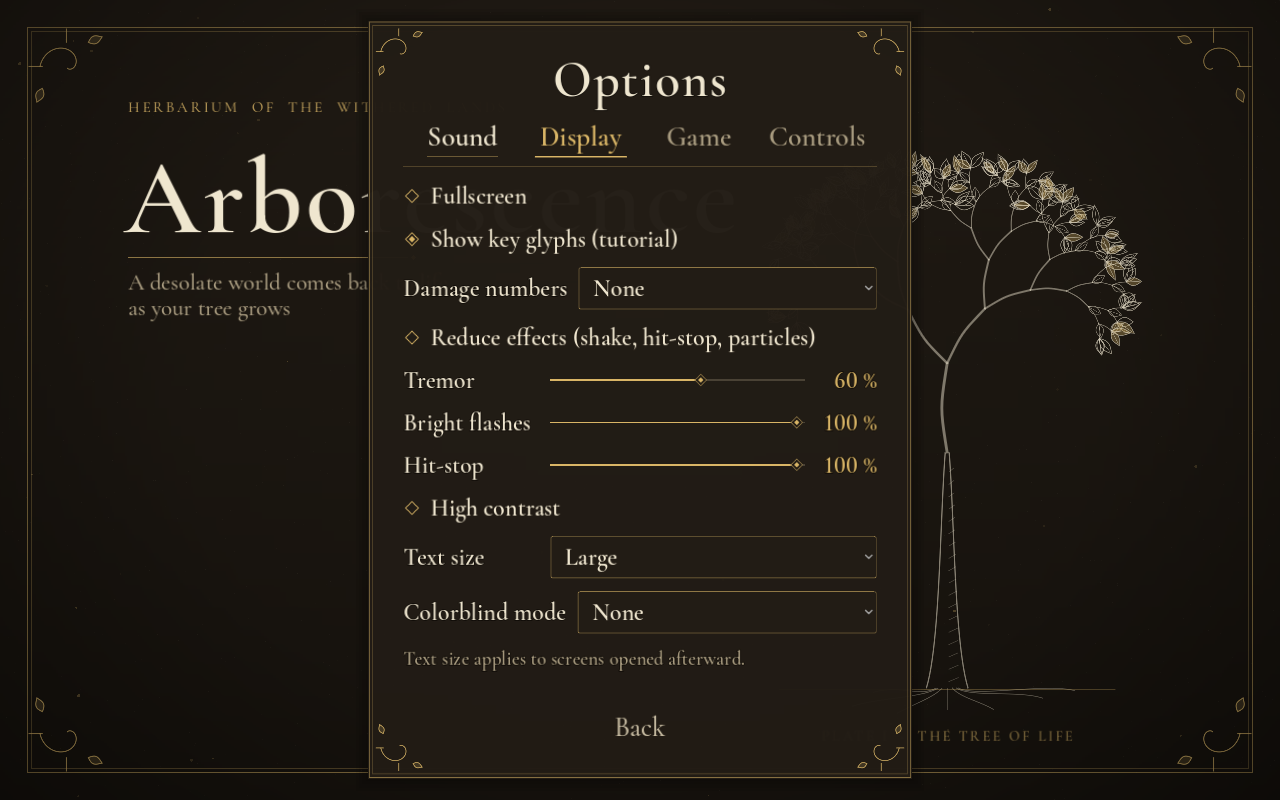 Options
Sound Display Game Controls
HERBARIUM OF THE WIT
Arborescence
A desolate world comes ba
as your tree grows
Fullscreen
Show key glyphs (tutorial)
Damage numbers None
Reduce effects (shake, hit-stop, particles)
Tremor 60 %
Bright flashes 100 %
Hit-stop 100 %
High contrast
Text size Large
Colorblind mode None
Text size applies to screens opened afterward.
Back
THE TREE OF LIFE